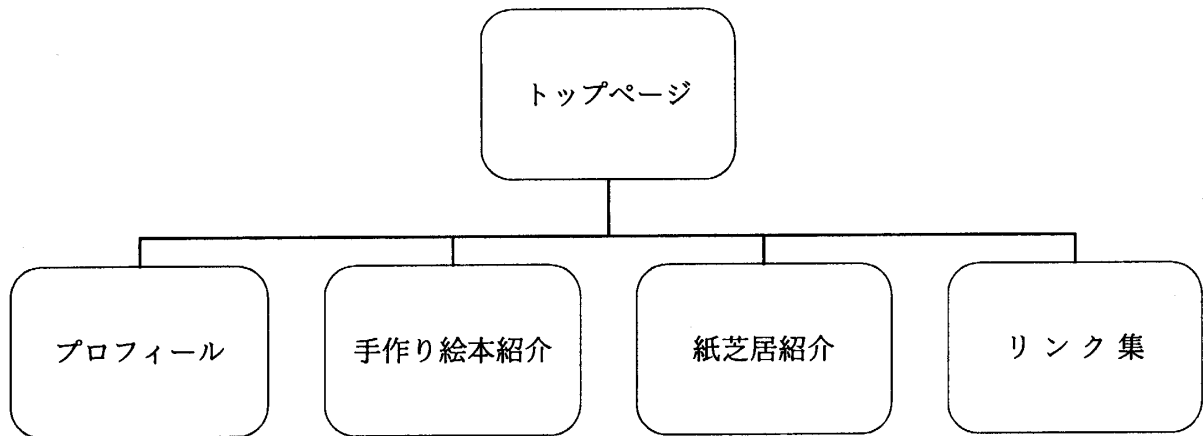 トップページ
プロフィール
手作り絵本紹介
紙芝居紹介
リンク集